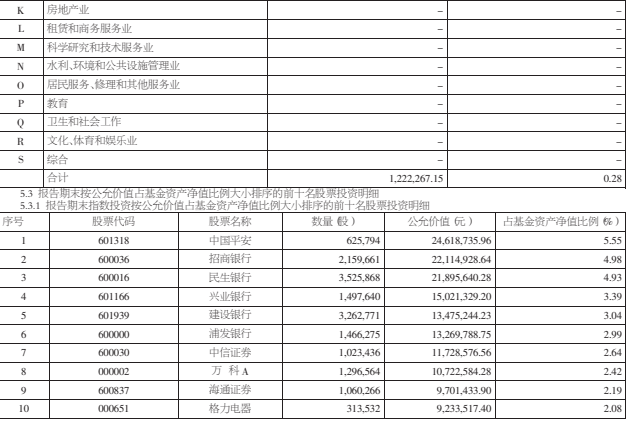 K 房地产业 – –
L 租赁和商务服务业 – –
M 科学研究和技术服务业 – –
N 水利、环境和公共设施管理业 – –
O 居民服务、修理和其他服务业 – –
P 教育 – –
Q 卫生和社会工作 – –
R 文化、体育和娱乐业 – –
S 综合 – –
合计 1,222,267.15 0.28
5.3 报告期末按公允价值占基金资产净值比例大小排序的前十名股票投资明细
5.3.1 报告期末指数投资按公允价值占基金资产净值比例大小排序的前十名股票投资明细
序号 股票代码 股票名称 数量(股) 公允价值(元) 占基金资产净值比例(%)
1 601318 中国平安 625,794 24,618,735.96 5.55
2 600036 招商银行 2,159,661 22,114,928.64 4.98
3 600016 民生银行 3,525,868 21,895,640.28 4.93
4 601166 兴业银行 1,497,640 15,021,329.20 3.39
5 601939 建设银行 3,262,771 13,475,244.23 3.04
6 600000 浦发银行 1,466,275 13,269,788.75 2.99
7 600030 中信证券 1,023,436 11,728,576.56 2.64
8 000002 万 科A 1,296,564 10,722,584.28 2.42
9 600837 海通证券 1,060,266 9,701,433.90 2.19
10 000651 格力电器 313,532 9,233,517.40 2.08